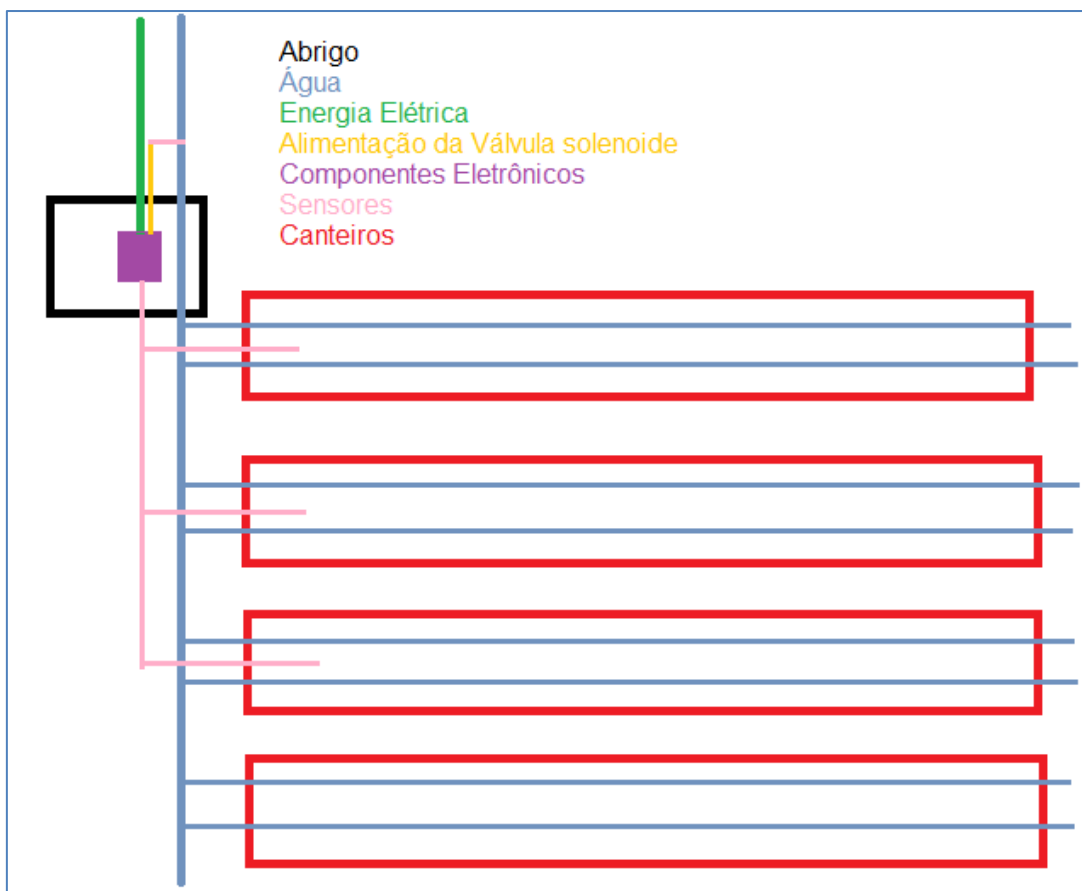 Abrigo
Água
Energia Elétrica
Alimentação da Válvula solenoide
Componentes Eletrônicos
Sensores
Canteiros